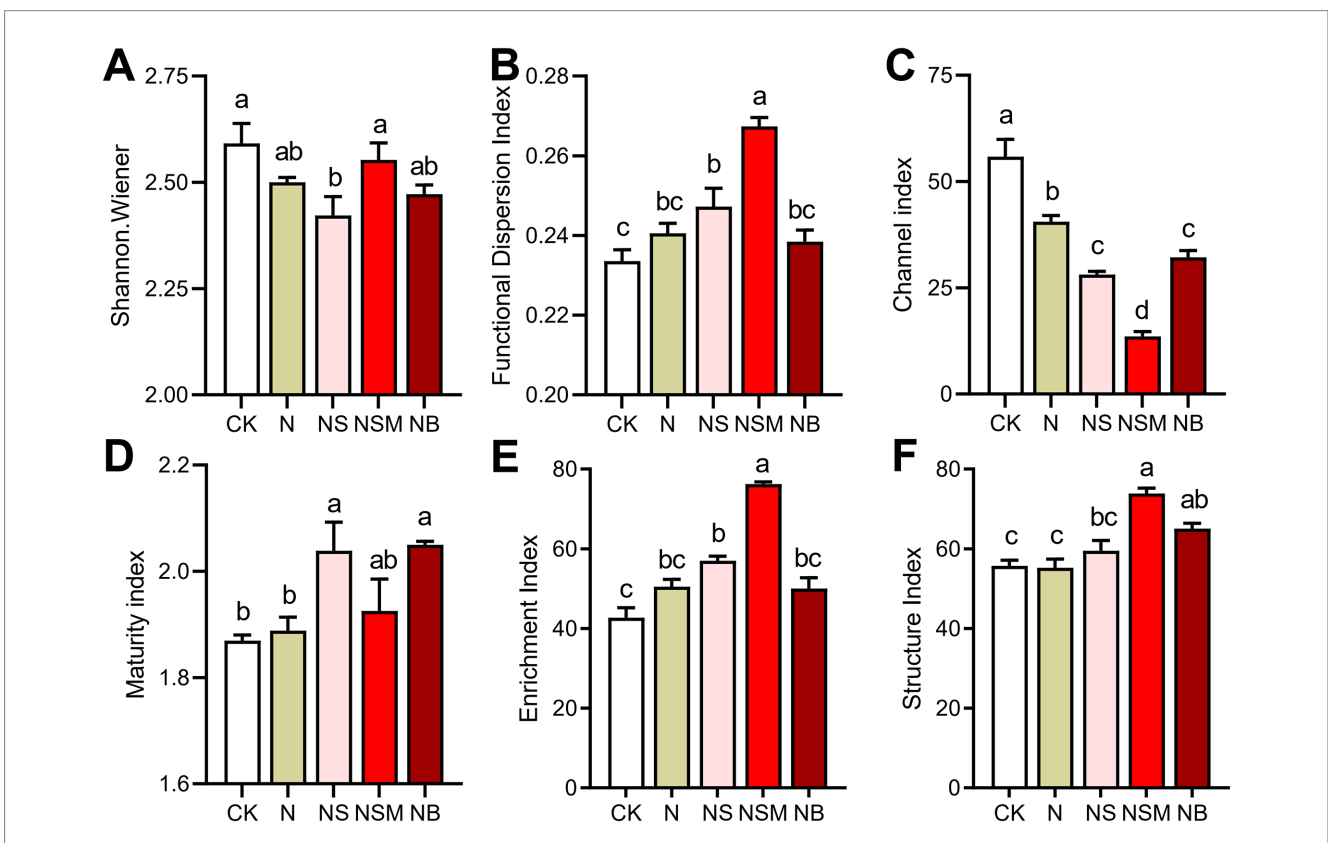 A
Shannon.Wiener
2.75
2.50
2.25
2.00
a
ab
b
a
ab
CK N NS NSM NB
B
Functional Dispersion Index
0.28
0.26
0.24
0.22
0.20
c
bc
b
a
bc
CK N NS NSM NB
C
Channel index
75
50
25
0
a
b
c
d
c
CK N NS NSM NB
D
Maturity index
2.2
2.0
1.8
1.6
b
b
a
ab
a
CK N NS NSM NB
E
Enrichment Index
80
60
40
20
0
c
bc
b
a
bc
CK N NS NSM NB
F
Structure Index
80
60
40
20
0
c
c
bc
a
ab
CK N NS NSM NB